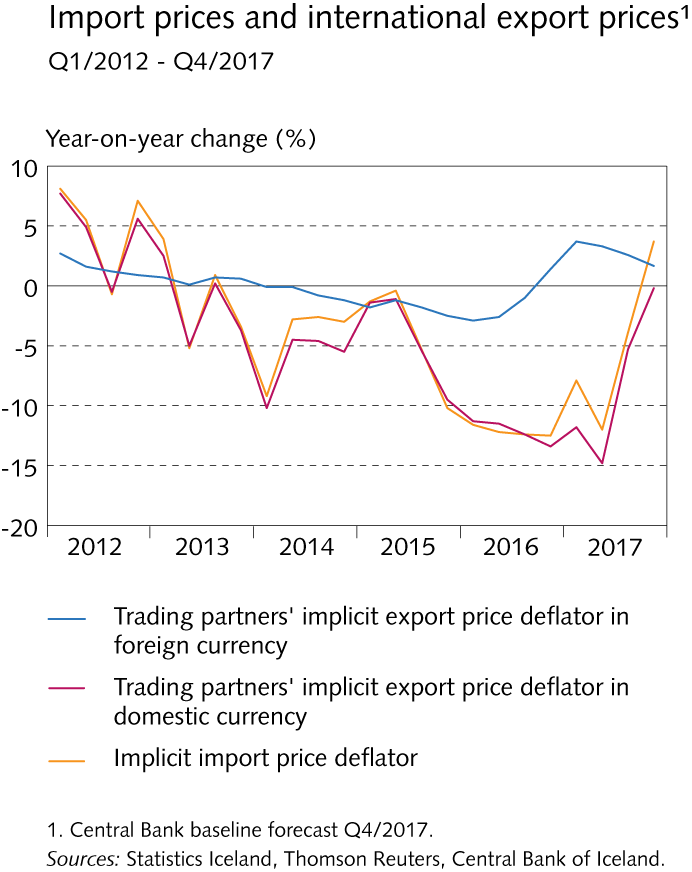 Import prices and international export prices¹
Q1/2012 - Q4/2017
Year-on-year change (%)
10
5
0
-5
-10
-15
-20
2012 2013 2014 2015 2016 2017
Trading partners' implicit export price deflator in
foreign currency
Trading partners' implicit export price deflator in
domestic currency
Implicit import price deflator
1. Central Bank baseline forecast Q4/2017.
Sources: Statistics Iceland, Thomson Reuters, Central Bank of Iceland.